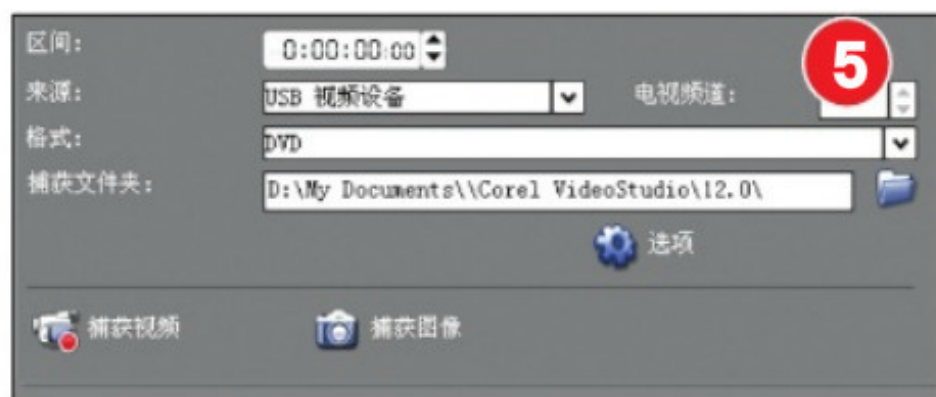 区间： 0:00:00:00
5
来源： USB 视频设备 电视频道：
格式： DVD
捕获文件夹： D:\My Documents\\Corel VideoStudio\12.0\
选项
捕获视频 捕获图像